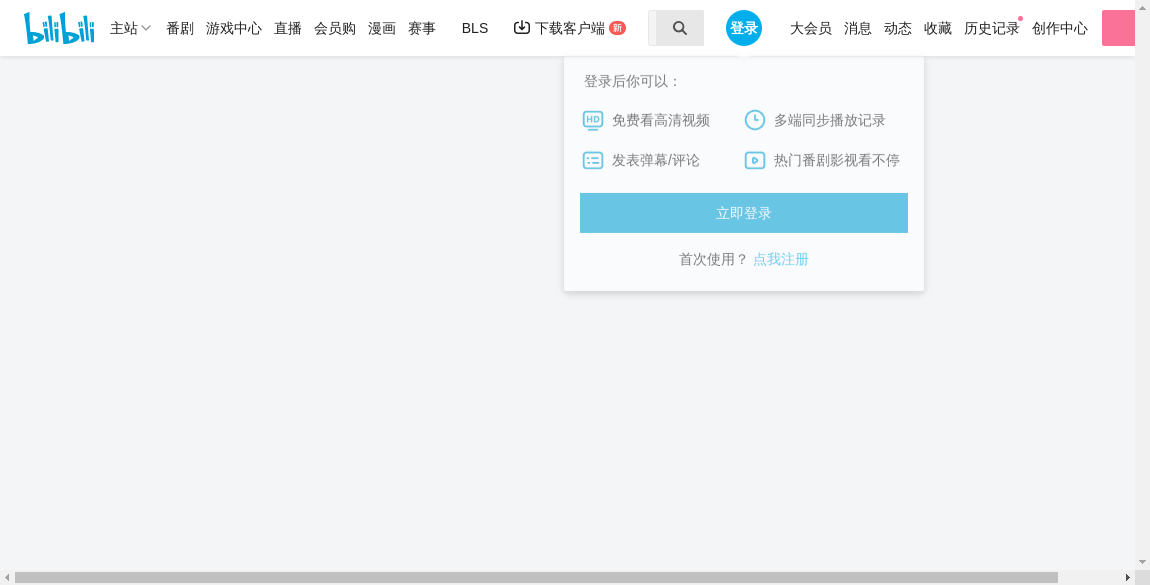 bilibili 主站 番剧 游戏中心 直播 会员购 漫画 赛事 BLS 下载客户端 新 登录 大会员 消息 动态 收藏 历史记录 创作中心
登录后你可以：
HD 免费看高清视频 多端同步播放记录
发表弹幕/评论 热门番剧影视看不停
立即登录
首次使用？ 点我注册